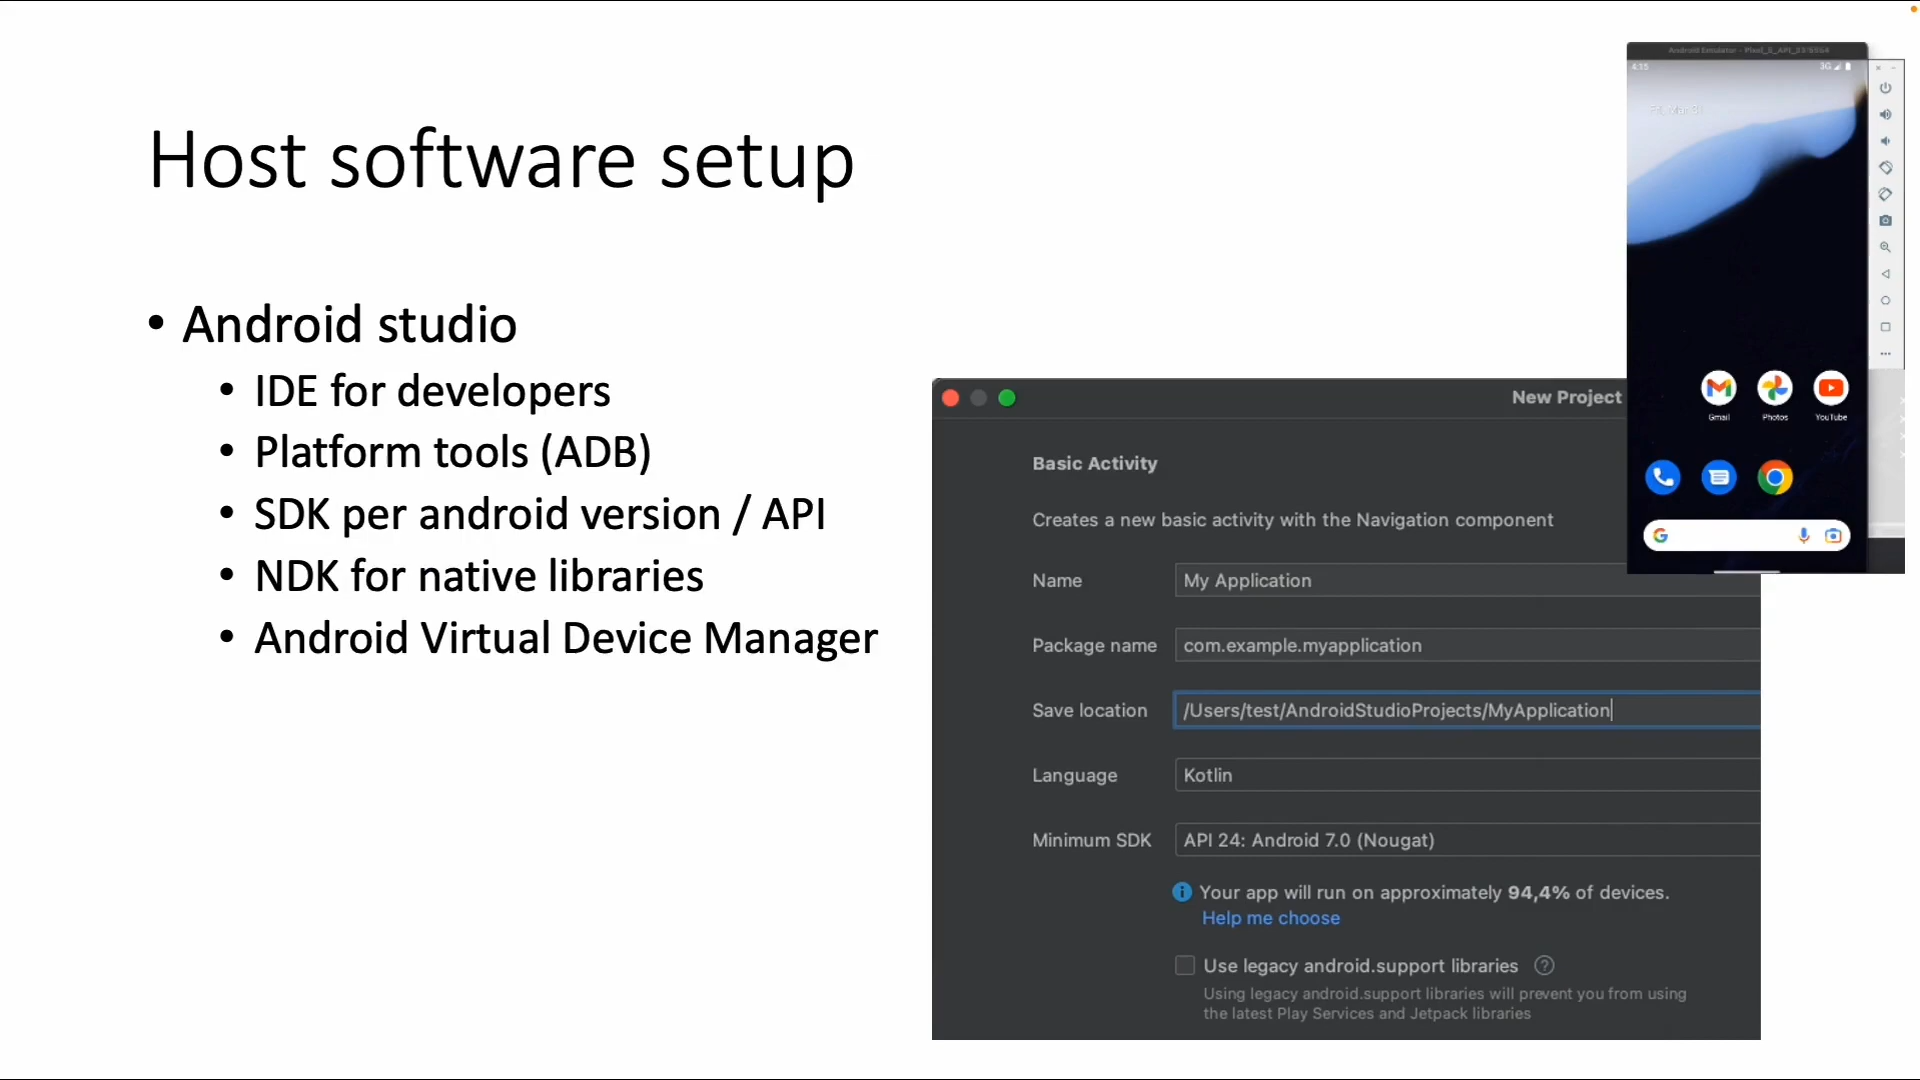 Host software setup
• Android studio
• IDE for developers
• Platform tools (ADB)
• SDK per android version / API
• NDK for native libraries
• Android Virtual Device Manager
New Project
Basic Activity
Creates a new basic activity with the Navigation component
Name
My Application
Package name
com.example.myapplication
Save location
/Users/test/AndroidStudioProjects/MyApplication
Language
Kotlin
Minimum SDK
API 24: Android 7.0 (Nougat)
Your app will run on approximately 94,4% of devices.
Help me choose
Use legacy android.support libraries
Using legacy android.support libraries will prevent you from using
the latest Play Services and Jetpack libraries
4:35
3G
Gmail
Photos
YouTube